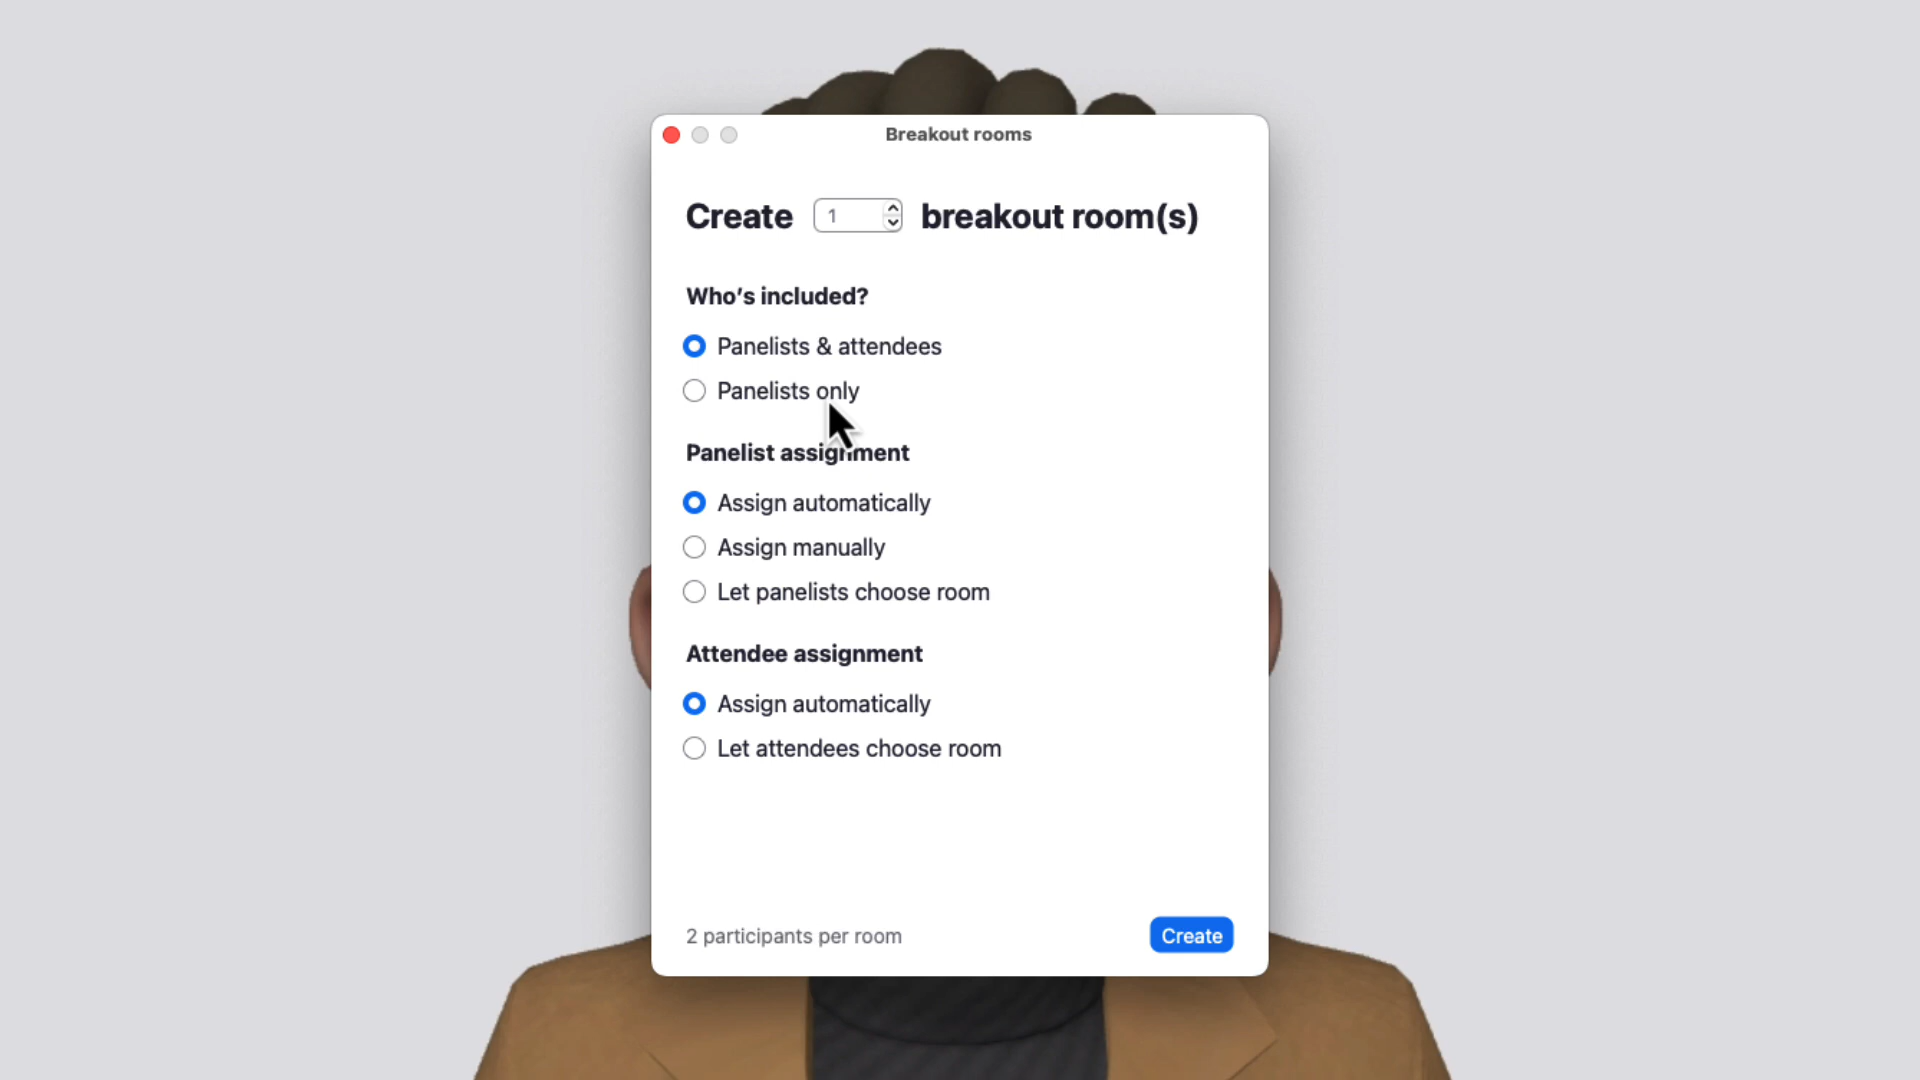 Breakout rooms
Create 1 breakout room(s)
Who's included?
Panelists & attendees
Panelists only
Panelist assignment
Assign automatically
Assign manually
Let panelists choose room
Attendee assignment
Assign automatically
Let attendees choose room
2 participants per room
Create